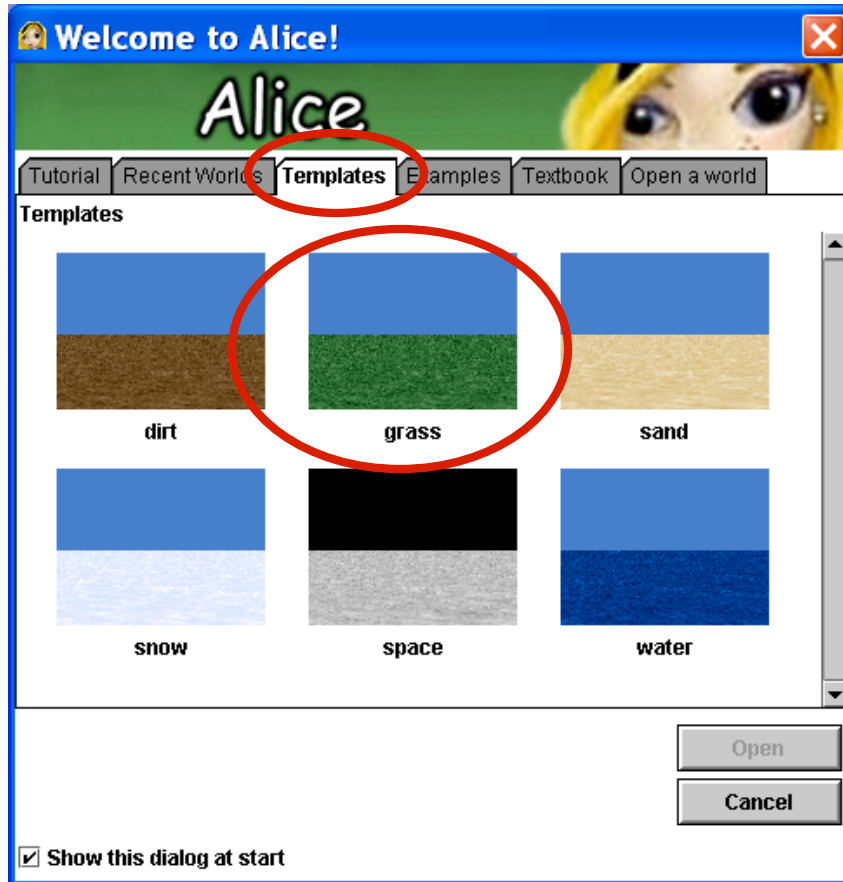 Welcome to Alice!
Alice
Tutorial Recent Worlds Templates Examples Textbook Open a world
Templates
dirt grass sand
snow space water
Open
Cancel
Show this dialog at start